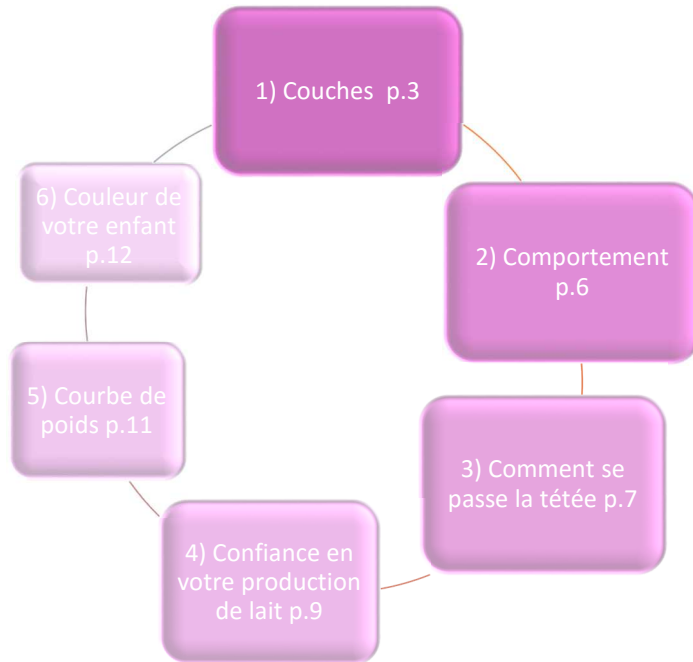 1) Couches p.3
2) Comportement
p.6
3) Comment se
passe la tétée p.7
4) Confiance en
votre production
de lait p.9
5) Courbe de
poids p.11
6) Couleur de
votre enfant
p.12